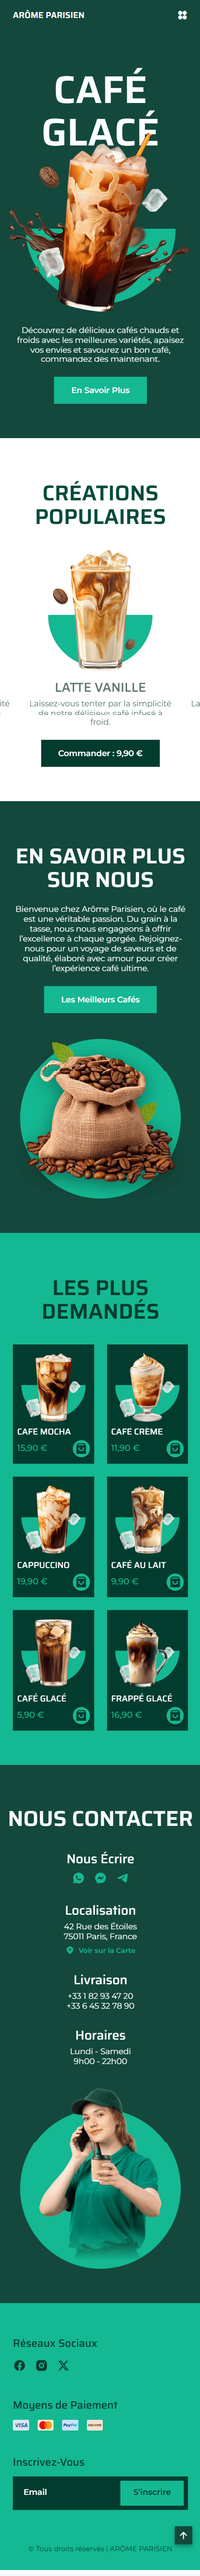 ARÔME PARISIEN
CAFÉ
GLACÉ
Découvrez de délicieux cafés chauds et
froids avec les meilleures variétés, apaisez
vos envies et savourez un bon café,
commandez dès maintenant.
En Savoir Plus
CRÉATIONS
POPULAIRES
LATTE VANILLE
ité
Laissez-vous tenter par la simplicité
La
de notre délicieux café infusé à
froid.
Commander : 9,90 €
EN SAVOIR PLUS
SUR NOUS
Bienvenue chez Arôme Parisien, où le café
est une véritable passion. Du grain à la
tasse, nous nous engageons à offrir
l'excellence à chaque gorgée. Rejoignez-
nous pour un voyage de saveurs et de
qualité, élaboré avec amour pour créer
l'expérience café ultime.
Les Meilleurs Cafés
LES PLUS
DEMANDÉS
CAFÉ MOCHA
15,90 €
CAFÉ CRÈME
11,90 €
CAPPUCCINO
19,90 €
CAFÉ AU LAIT
9,90 €
CAFÉ GLACÉ
5,90 €
FRAPPÉ GLACÉ
16,90 €
NOUS CONTACTER
Nous Écrire
Localisation
42 Rue des Étoiles
75011 Paris, France
Voir sur la Carte
Livraison
+33 1 82 93 47 20
+33 6 45 32 78 90
Horaires
Lundi - Samedi
9h00 - 22h00
Réseaux Sociaux
Moyens de Paiement
VISA
PayPal
Inscrivez-Vous
Email
S'inscrire
© Tous droits réservés | ARÔME PARISIEN